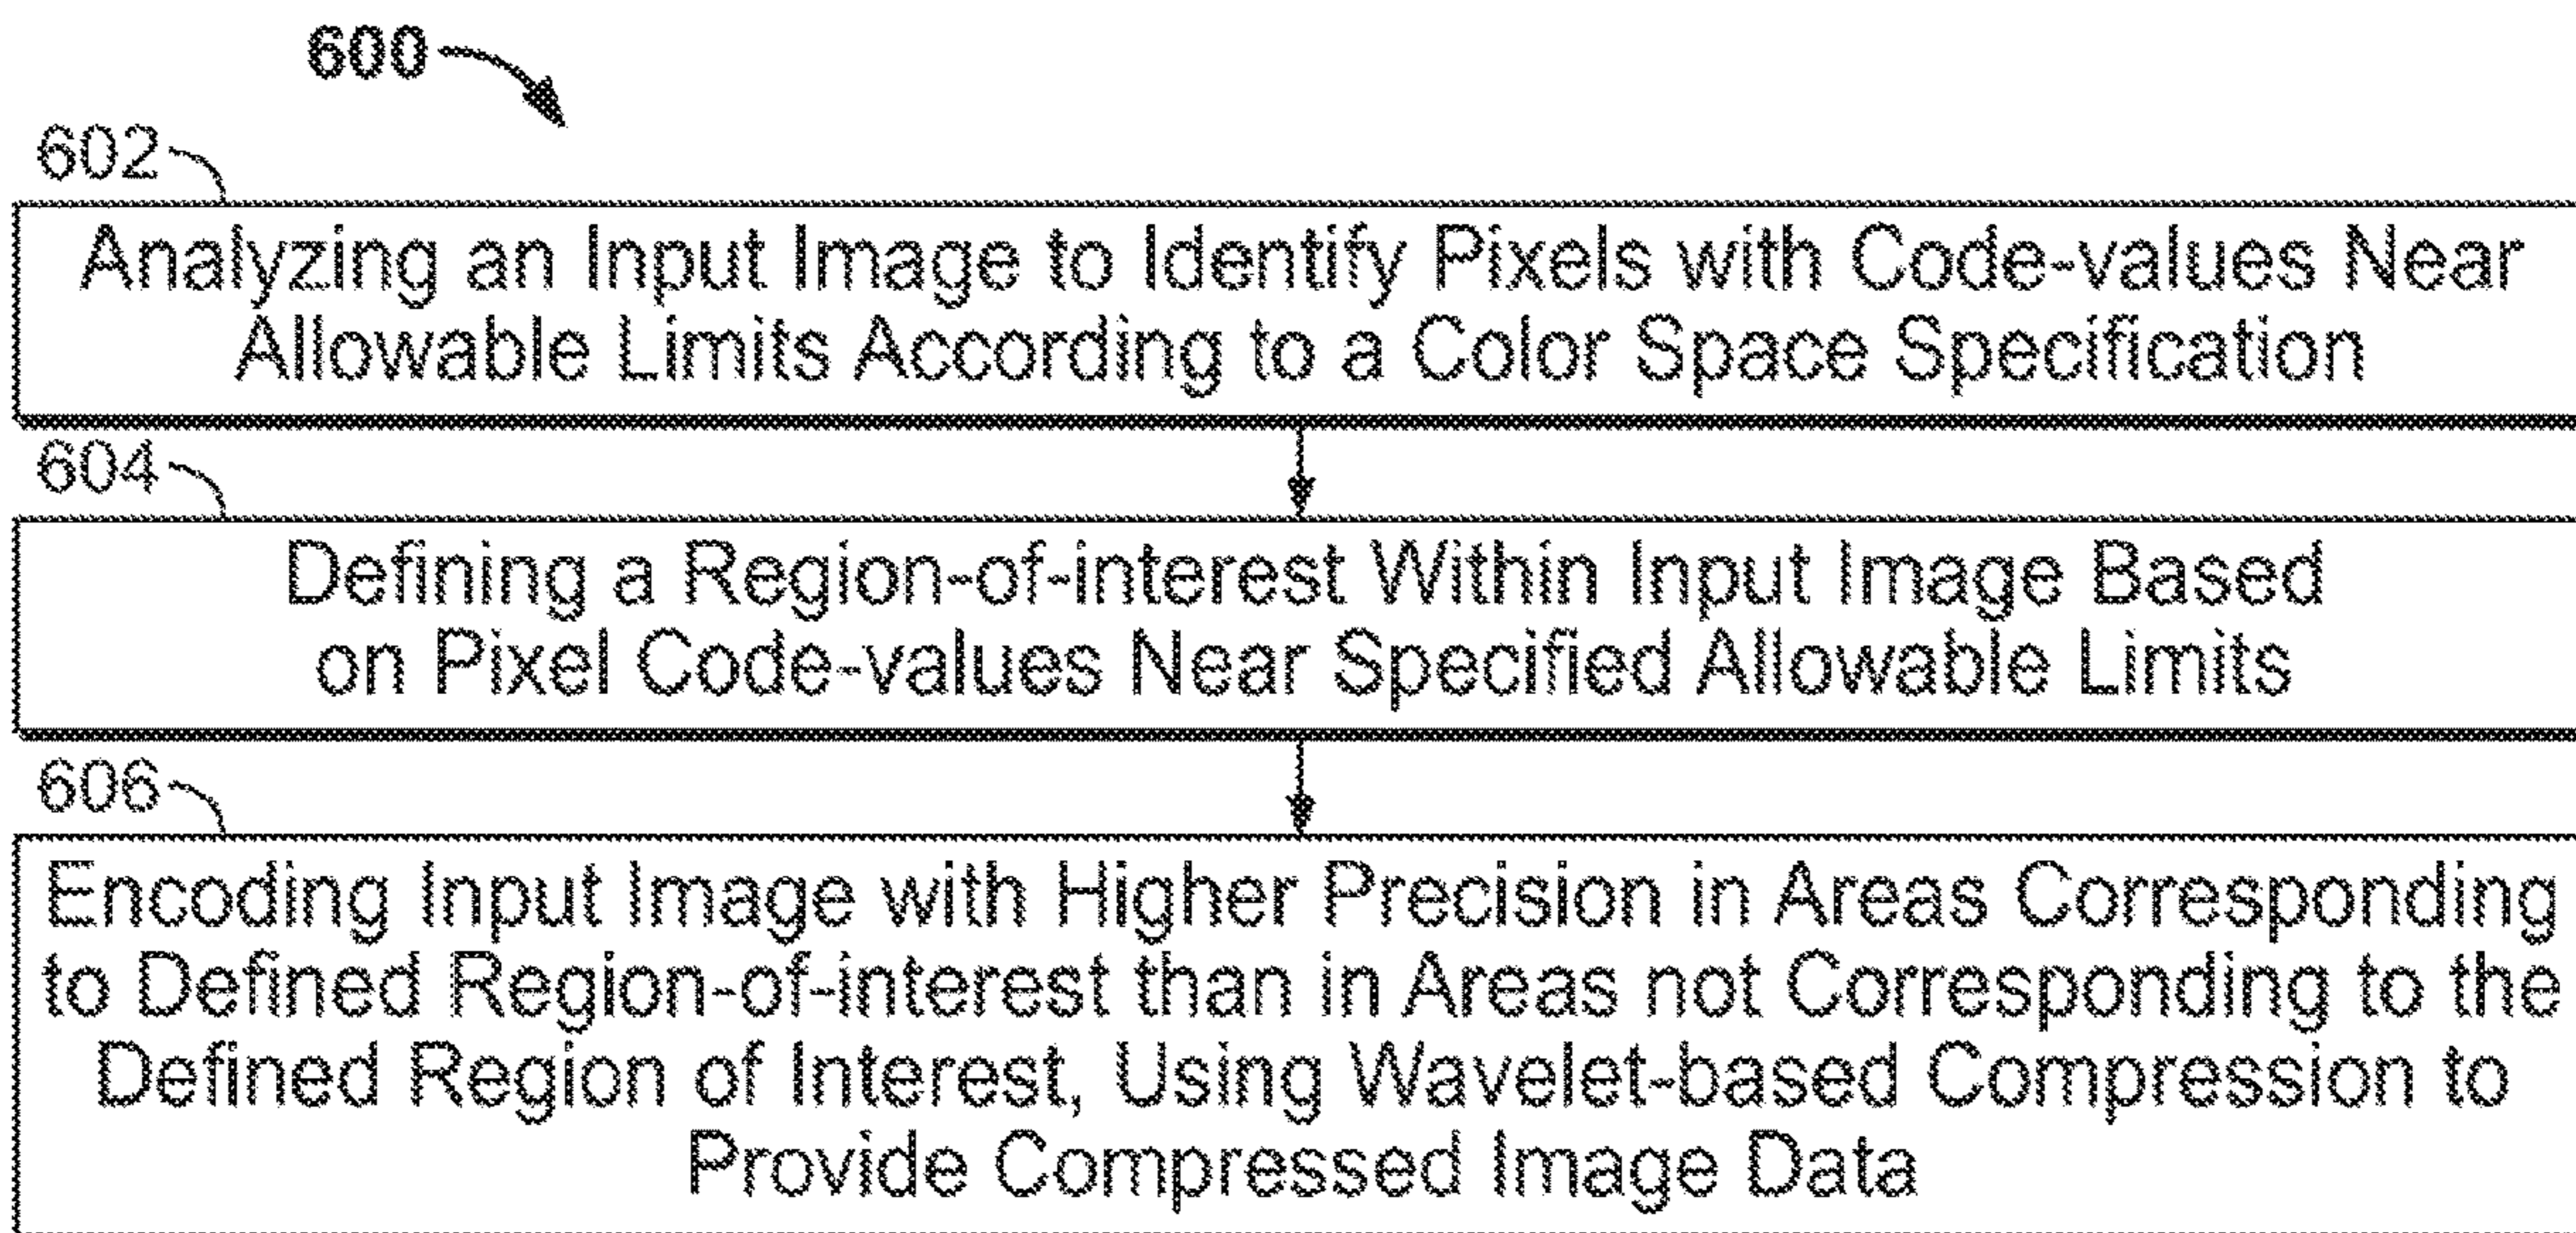 600
602
Analyzing an Input Image to Identify Pixels with Code-values Near
Allowable Limits According to a Color Space Specification
604
Defining a Region-of-interest Within Input Image Based
on Pixel Code-values Near Specified Allowable Limits
606
Encoding Input Image with Higher Precision in Areas Corresponding
to Defined Region-of-interest than in Areas not Corresponding to the
Defined Region of Interest, Using Wavelet-based Compression to
Provide Compressed Image Data